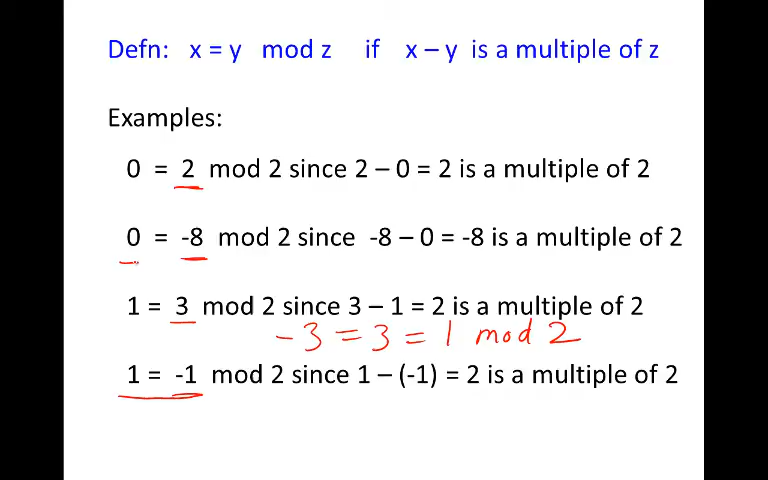 Defn: x = y mod z if x – y is a multiple of z
Examples:
0 = 2 mod 2 since 2 – 0 = 2 is a multiple of 2
0 = -8 mod 2 since -8 – 0 = -8 is a multiple of 2
1 = 3 mod 2 since 3 – 1 = 2 is a multiple of 2
-3 = 3 = 1 mod 2
1 = -1 mod 2 since 1 – (-1) = 2 is a multiple of 2